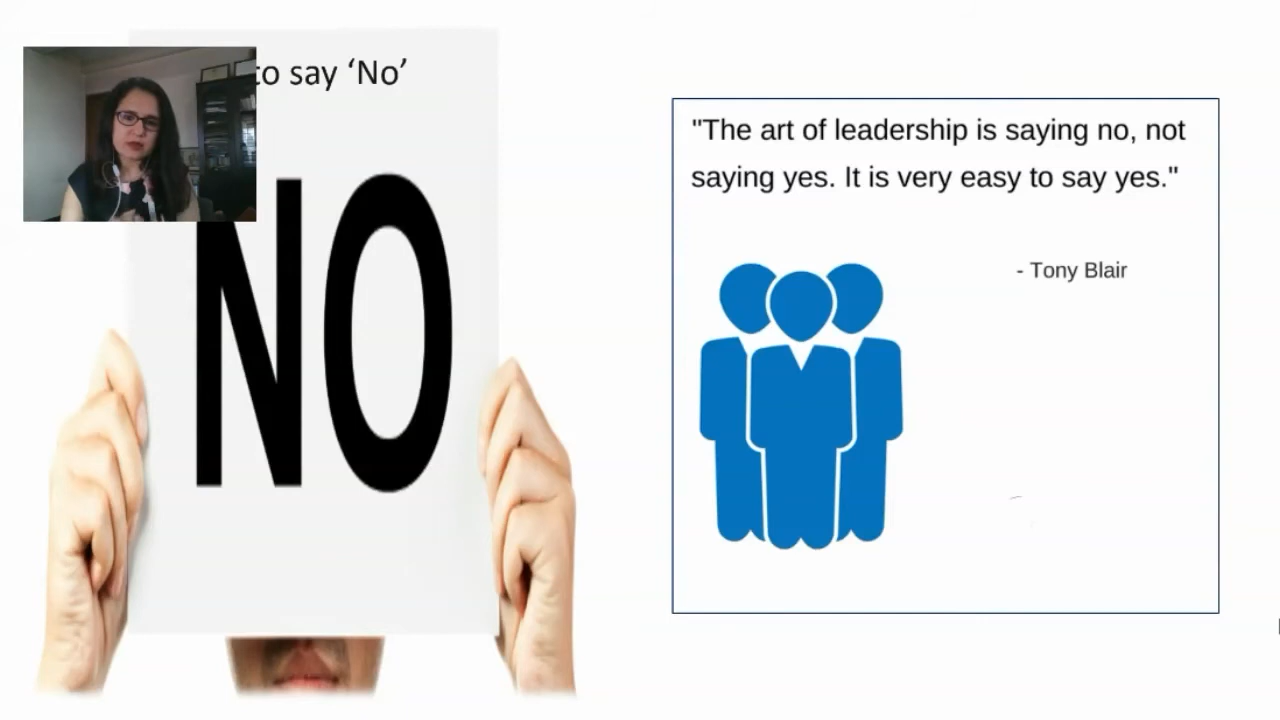 to say ‘No’
NO
"The art of leadership is saying no, not
saying yes. It is very easy to say yes."
- Tony Blair